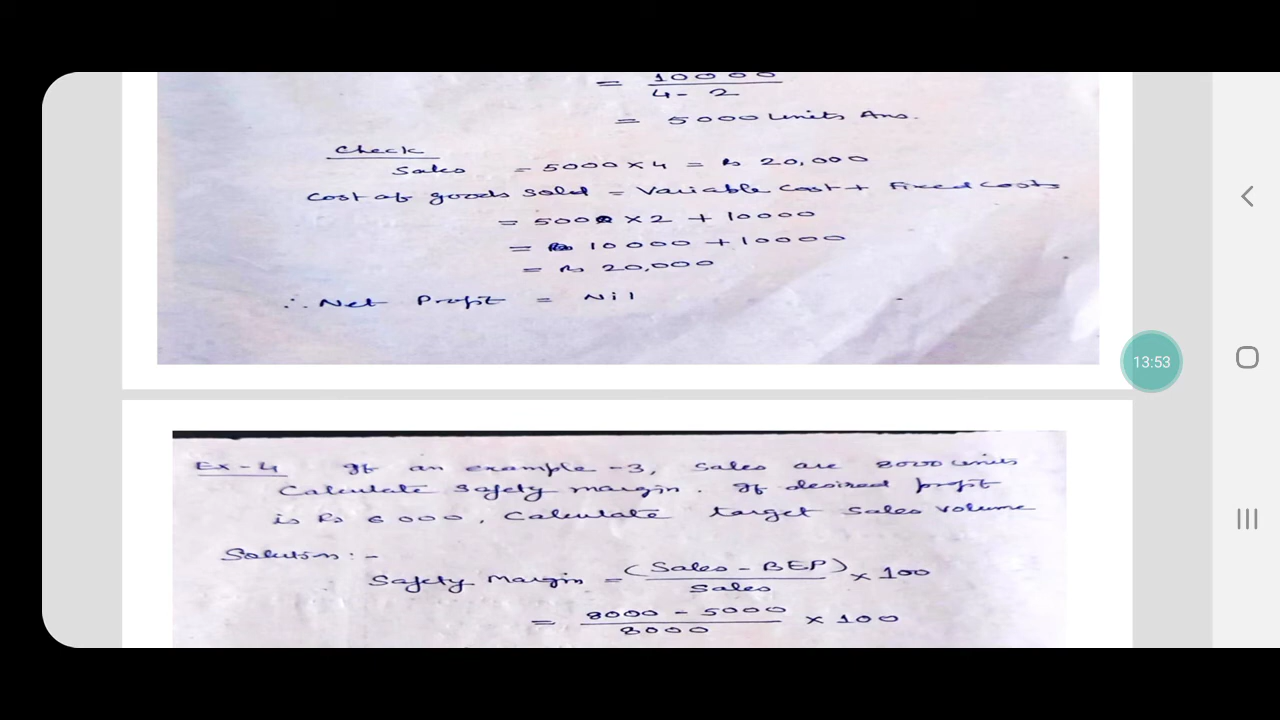 = 10000
4 - 2
= 5000 Units Ans.
Check
Sales = 5000 × 4 = Rs 20,000
Cost of goods sold = Variable Cost + Fixed Costs
= 5000 × 2 + 10000
= Rs 10000 + 10000
= Rs 20,000
∴ Net Profit = Nil
13:53
Ex-4 If an example -3, Sales are 8000 units
Calculate Safety margin. If desired profit
is Rs 6000, Calculate target Sales volume
Solution:-
Safety Margin = (Sales - BEP) × 100
Sales
= 8000 - 5000 × 100
8000